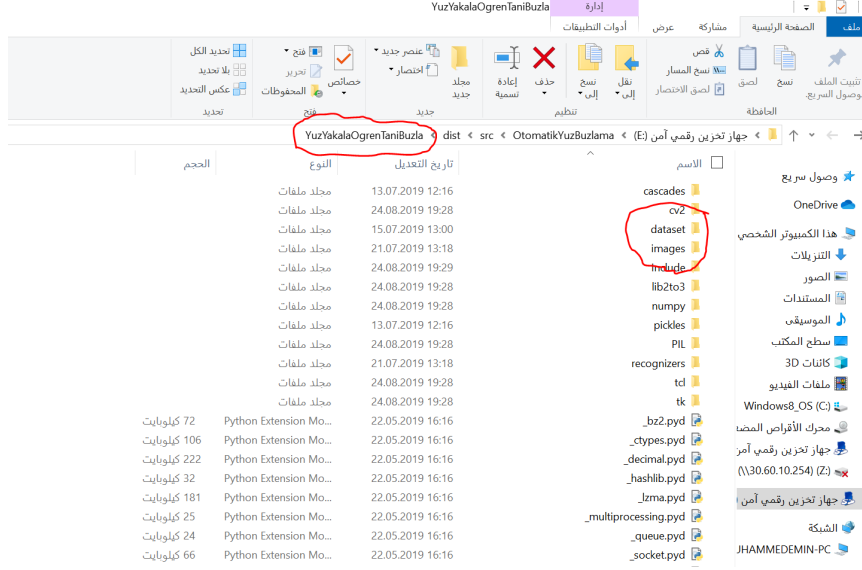 YuzYakalaOgrenTaniBuzla
إدارة
ملف
الصفحة الرئيسية
مشاركة
عرض
أدوات التطبيقات
تثبيت الملف
بوصول السريع.
نسخ
لصق
قص
نسخ المسار
لصق الاختصار
الحافظة
نقل إلى
نسخ إلى
حذف
إعادة تسمية
تنظيم
مجلد جديد
عنصر جديد
اختصار
جديد
خصائص
فتح
تحرير
المحفوظات
فتح
تحديد الكل
بلا تحديد
عكس التحديد
تحديد
جهاز تخزين رقمي آمن (E:) > OtomatikYuzBuzlama > src > dist > YuzYakalaOgrenTaniBuzla
الاسم تاريخ التعديل النوع الحجم
cascades 13.07.2019 12:16 مجلد ملفات
cv2 24.08.2019 19:28 مجلد ملفات
dataset 15.07.2019 13:00 مجلد ملفات
images 21.07.2019 13:18 مجلد ملفات
Include 24.08.2019 19:29 مجلد ملفات
lib2to3 24.08.2019 19:28 مجلد ملفات
numpy 24.08.2019 19:28 مجلد ملفات
pickles 13.07.2019 12:16 مجلد ملفات
PIL 24.08.2019 19:28 مجلد ملفات
recognizers 21.07.2019 13:18 مجلد ملفات
tcl 24.08.2019 19:28 مجلد ملفات
tk 24.08.2019 19:28 مجلد ملفات
_bz2.pyd 22.05.2019 16:16 Python Extension Mo... 72 كيلوبايت
_ctypes.pyd 22.05.2019 16:16 Python Extension Mo... 106 كيلوبايت
_decimal.pyd 22.05.2019 16:16 Python Extension Mo... 222 كيلوبايت
_hashlib.pyd 22.05.2019 16:16 Python Extension Mo... 32 كيلوبايت
_lzma.pyd 22.05.2019 16:16 Python Extension Mo... 181 كيلوبايت
_multiprocessing.pyd 22.05.2019 16:16 Python Extension Mo... 25 كيلوبايت
_queue.pyd 22.05.2019 16:16 Python Extension Mo... 24 كيلوبايت
_socket.pyd 22.05.2019 16:16 Python Extension Mo... 66 كيلوبايت
وصول سريع
OneDrive
هذا الكمبيوتر الشخصي
التنزيلات
الصور
المستندات
الموسيقى
سطح المكتب
كائنات 3D
ملفات الفيديو
Windows8_OS (C:)
محرك الأقراص المض
جهاز تخزين رقمي آمن
(\\30.60.10.254) (Z:)
جهاز تخزين رقمي آمن (
الشبكة
UHAMMEDEMIN-PC